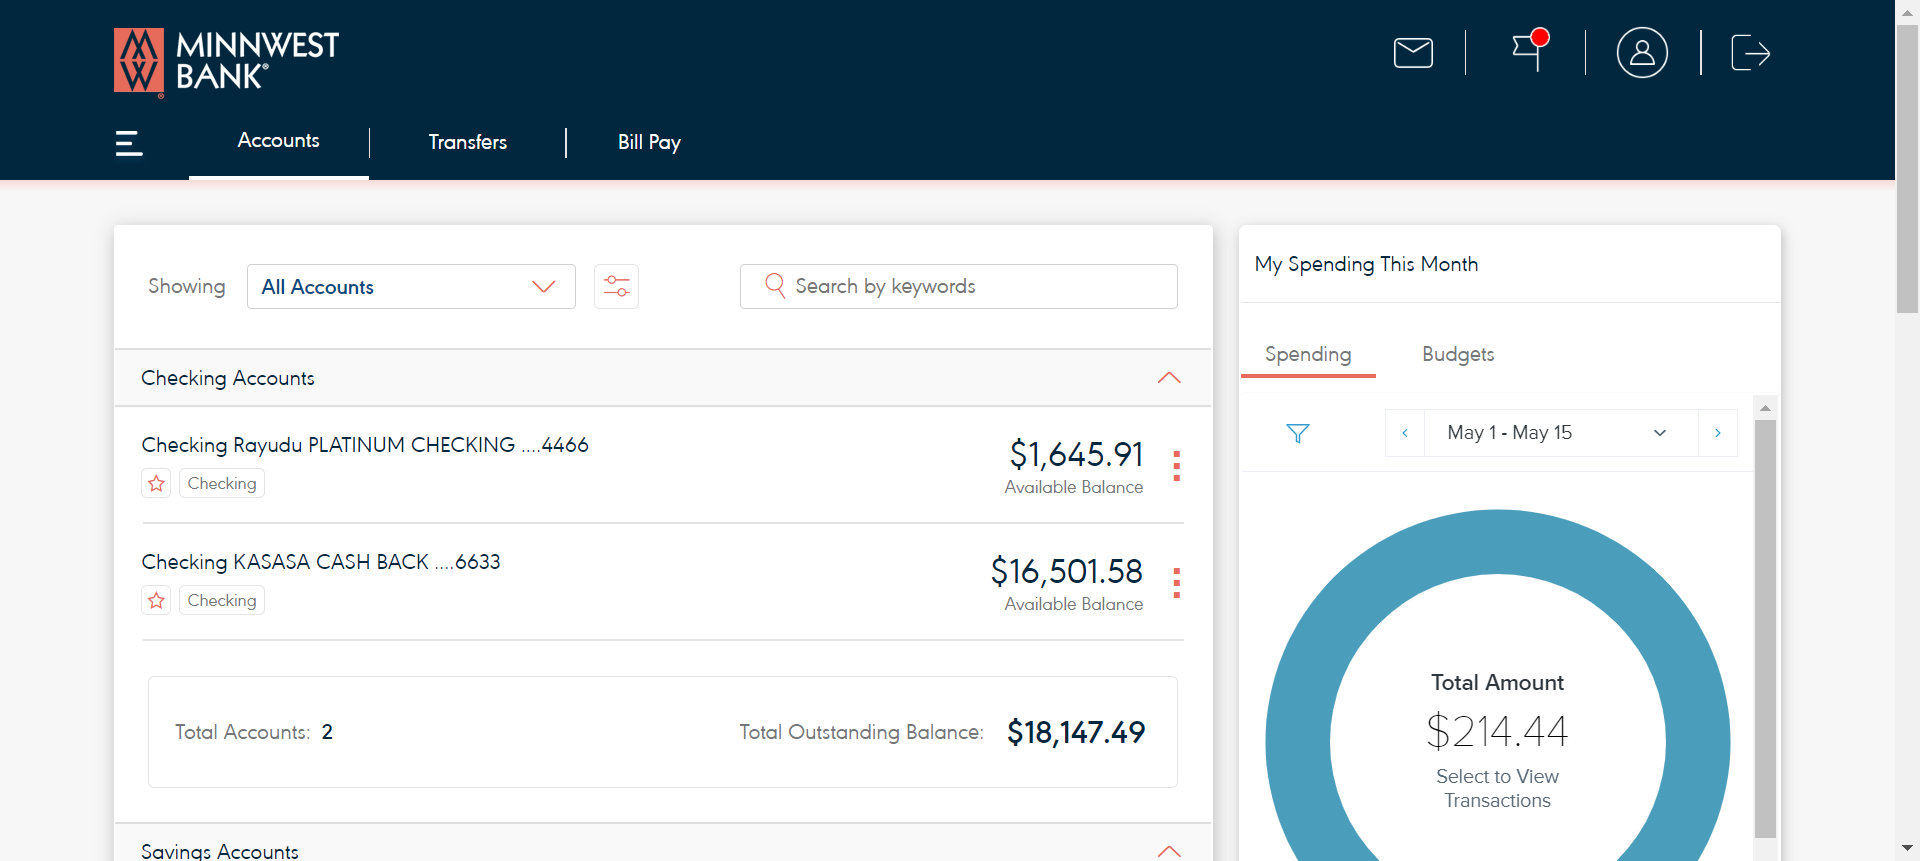 MINNWEST
BANK®
Accounts
Transfers
Bill Pay
Showing
All Accounts
Search by keywords
Checking Accounts
Checking Rayudu PLATINUM CHECKING ....4466
Checking
$1,645.91
Available Balance
Checking KASASA CASH BACK ....6633
Checking
$16,501.58
Available Balance
Total Accounts: 2
Total Outstanding Balance: $18,147.49
Savings Accounts
My Spending This Month
Spending
Budgets
May 1 - May 15
Total Amount
$214.44
Select to View
Transactions